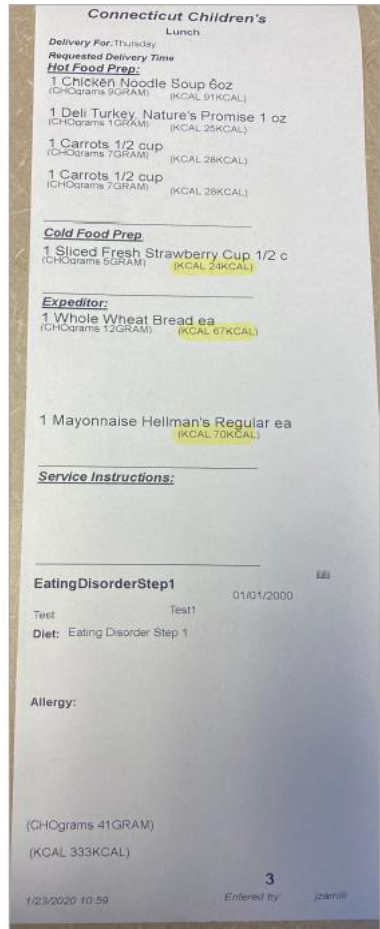 Connecticut Children's
Lunch
Delivery For:Thursday
Requested Delivery Time
Hot Food Prep:
1 Chicken Noodle Soup 6oz
(CHOgrams 9GRAM) (KCAL 91KCAL)
1 Deli Turkey, Nature's Promise 1 oz
(CHOgrams 1GRAM) (KCAL 25KCAL)
1 Carrots 1/2 cup
(CHOgrams 7GRAM) (KCAL 28KCAL)
1 Carrots 1/2 cup
(CHOgrams 7GRAM) (KCAL 28KCAL)
Cold Food Prep
1 Sliced Fresh Strawberry Cup 1/2 c
(CHOgrams 5GRAM) (KCAL 24KCAL)
Expeditor:
1 Whole Wheat Bread ea
(CHOgrams 12GRAM) (KCAL 67KCAL)
1 Mayonnaise Hellman's Regular ea
(KCAL 70KCAL)
Service Instructions:
EatingDisorderStep1
01/01/2000
Test Test1
Diet: Eating Disorder Step 1
Allergy:
(CHOgrams 41GRAM)
(KCAL 333KCAL)
3
1/23/2020 10:59 Entered by: jzarrilli